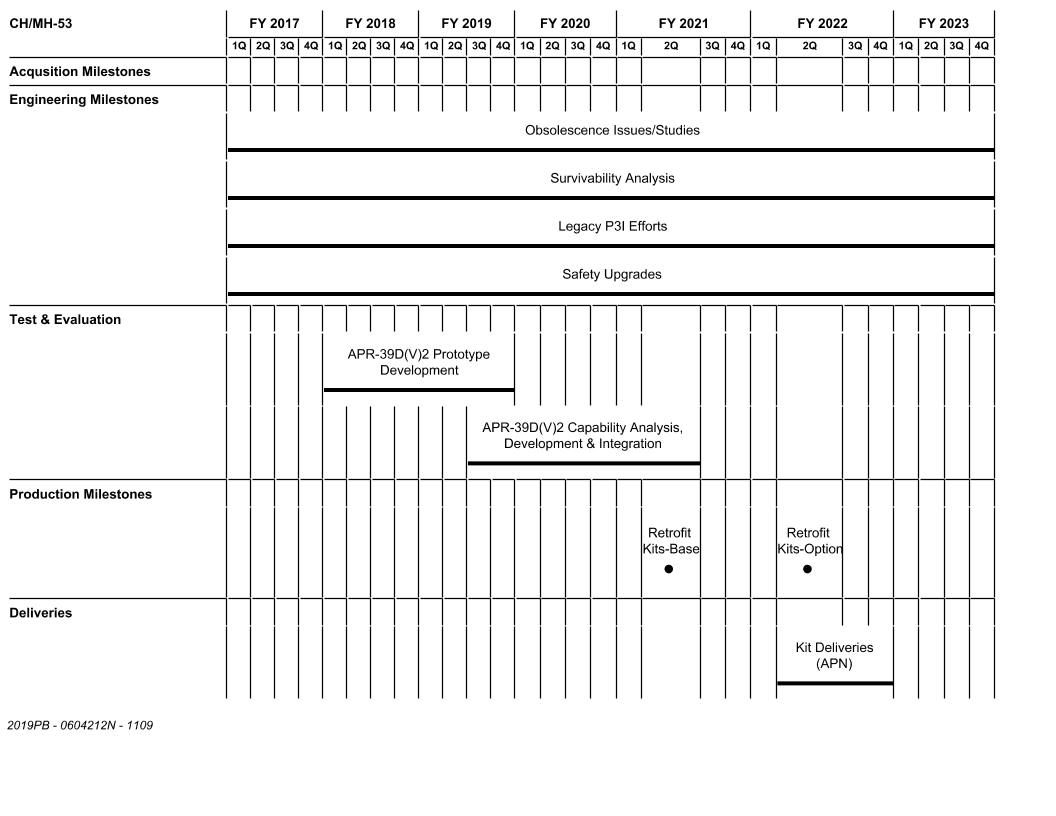 CH/MH-53 FY 2017 FY 2018 FY 2019 FY 2020 FY 2021 FY 2022 FY 2023
1Q 2Q 3Q 4Q 1Q 2Q 3Q 4Q 1Q 2Q 3Q 4Q 1Q 2Q 3Q 4Q 1Q 2Q 3Q 4Q 1Q 2Q 3Q 4Q 1Q 2Q 3Q 4Q
Acqusition Milestones
Engineering Milestones
Obsolescence Issues/Studies
Survivability Analysis
Legacy P3I Efforts
Safety Upgrades
Test & Evaluation
APR-39D(V)2 Prototype
Development
APR-39D(V)2 Capability Analysis,
Development & Integration
Production Milestones
Retrofit
Kits-Base
Retrofit
Kits-Option
Deliveries
Kit Deliveries
(APN)
2019PB - 0604212N - 1109